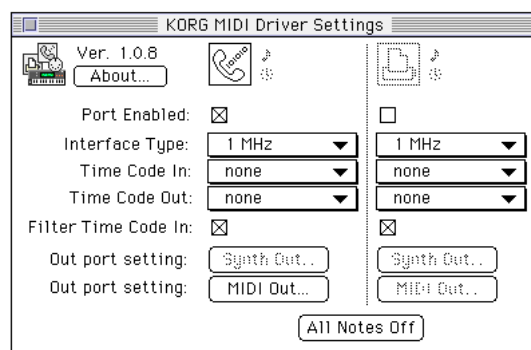 KORG MIDI Driver Settings
Ver. 1.0.8
About...
Port Enabled:
Interface Type: 1 MHz 1 MHz
Time Code In: none none
Time Code Out: none none
Filter Time Code In:
Out port setting: Synth Out.. Synth Out..
Out port setting: MIDI Out... MIDI Out..
All Notes Off